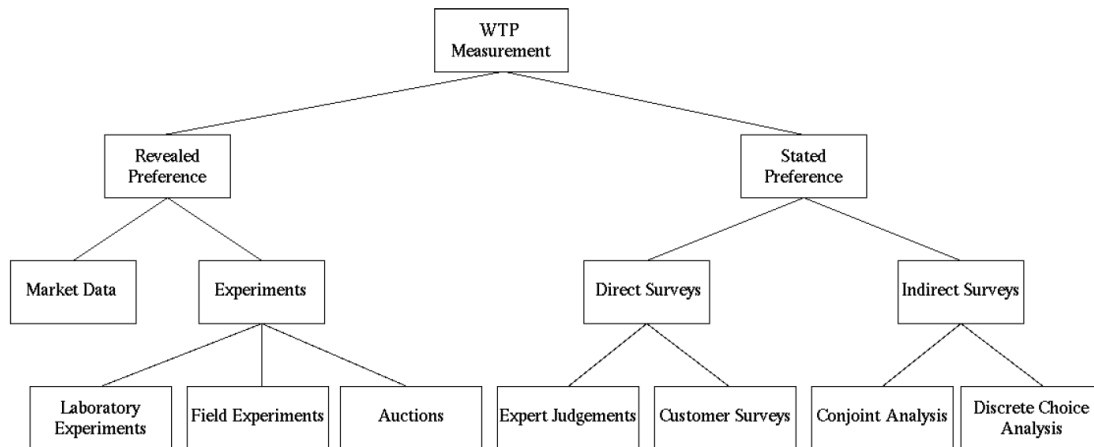 WTP
Measurement
Revealed
Preference
Stated
Preference
Market Data
Experiments
Direct Surveys
Indirect Surveys
Laboratory
Experiments
Field Experiments
Auctions
Expert Judgements
Customer Surveys
Conjoint Analysis
Discrete Choice
Analysis